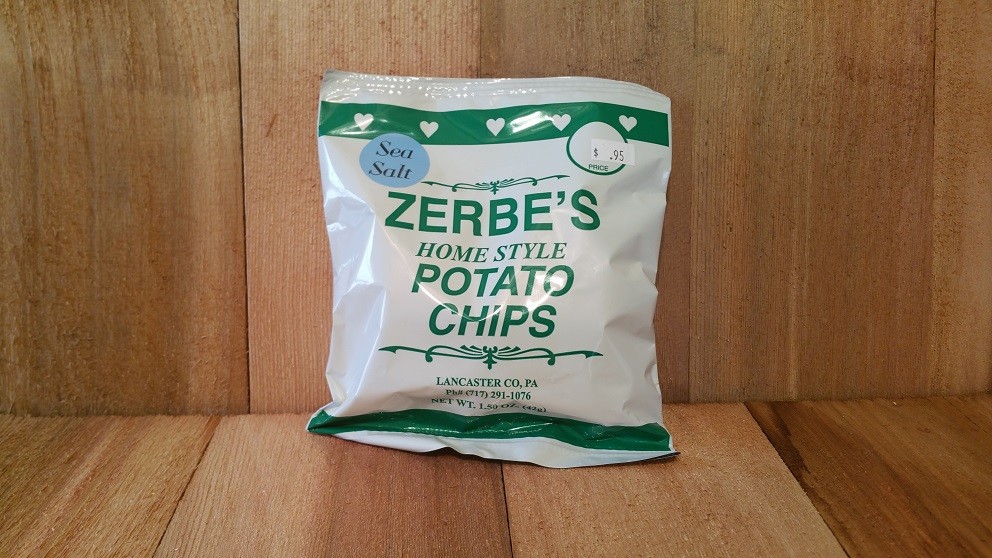 Sea
Salt
$ .95
PRICE
ZERBE'S
HOME STYLE
POTATO
CHIPS
LANCASTER CO, PA
Ph# (717) 291-1076
NET WT. 1.50 OZ. (42g)